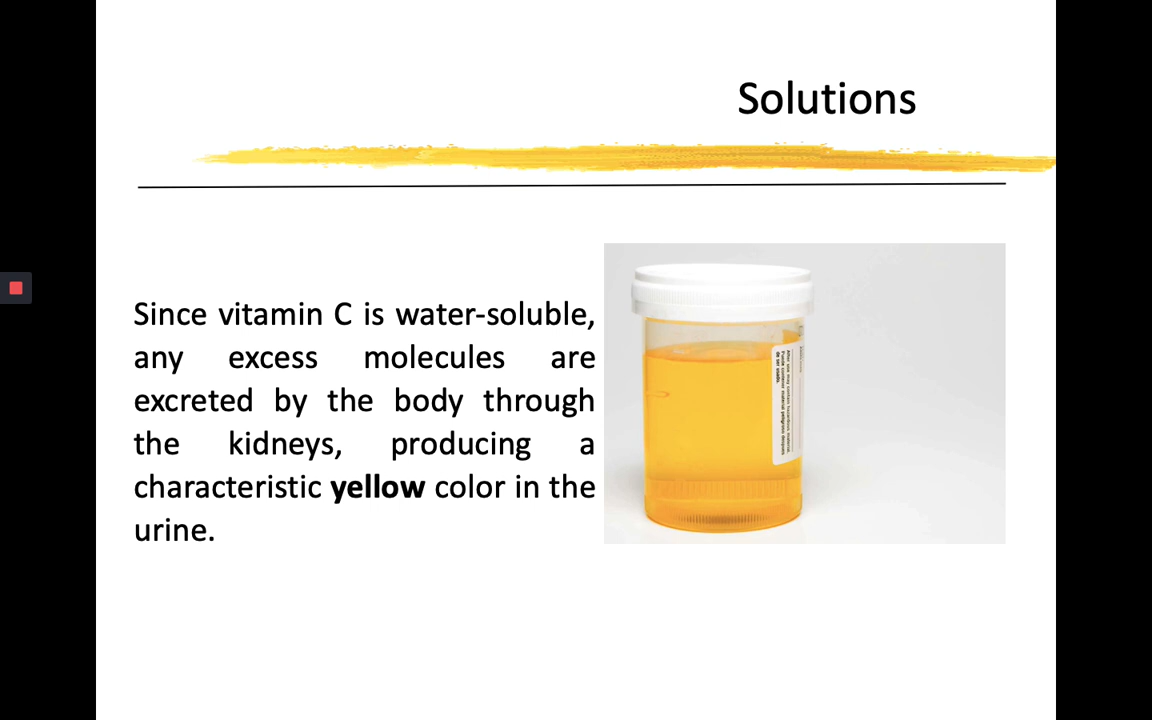 Solutions
Since vitamin C is water-soluble,
any excess molecules are
excreted by the body through
the kidneys, producing a
characteristic yellow color in the
urine.